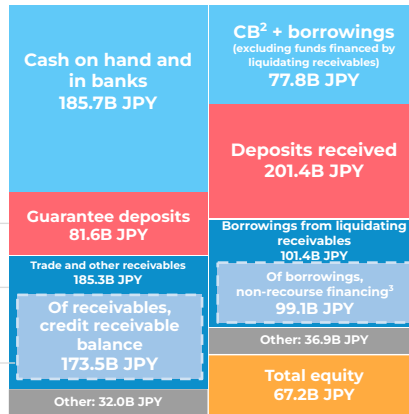 Cash on hand and
in banks
185.7B JPY
Guarantee deposits
81.6B JPY
Trade and other receivables
185.3B JPY
Of receivables,
credit receivable
balance
173.5B JPY
Other: 32.0B JPY
CB² + borrowings
(excluding funds financed by
liquidating receivables)
77.8B JPY
Deposits received
201.4B JPY
Borrowings from liquidating
receivables
101.4B JPY
Of borrowings,
non-recourse financing³
99.1B JPY
Other: 36.9B JPY
Total equity
67.2B JPY